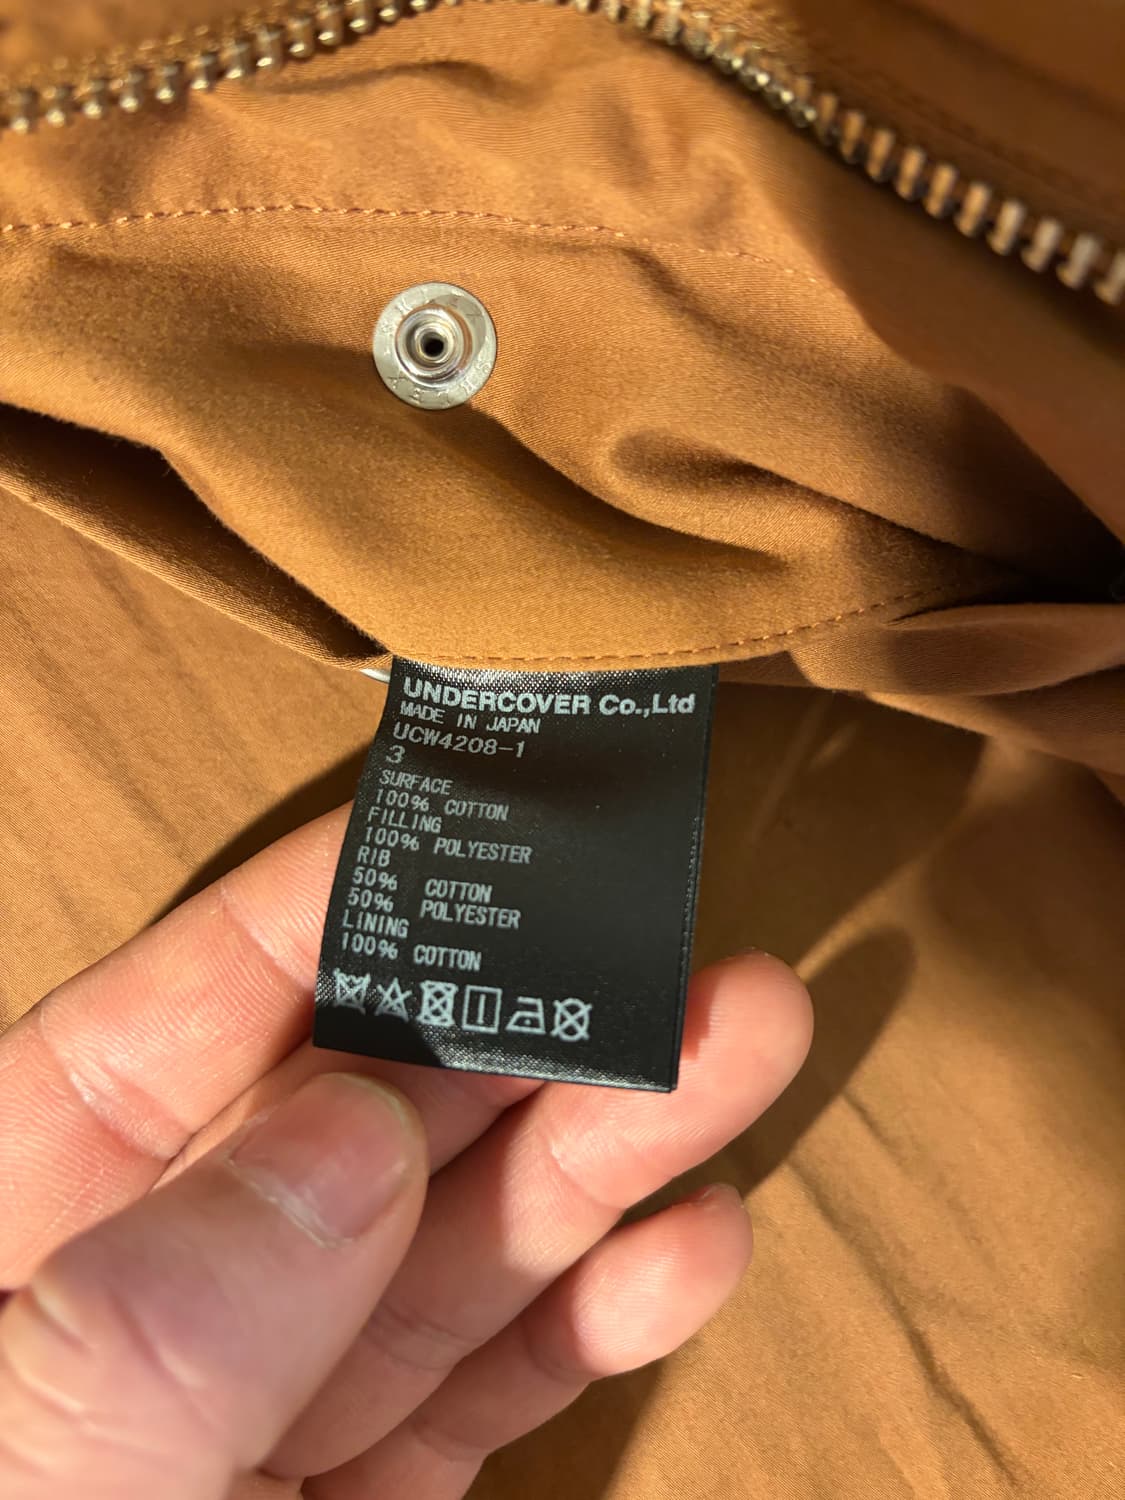 UNDERCOVER Co.,Ltd
MADE IN JAPAN
UCW4208-1
3
SURFACE
100% COTTON
FILLING
100% POLYESTER
RIB
50% COTTON
50% POLYESTER
LINING
100% COTTON